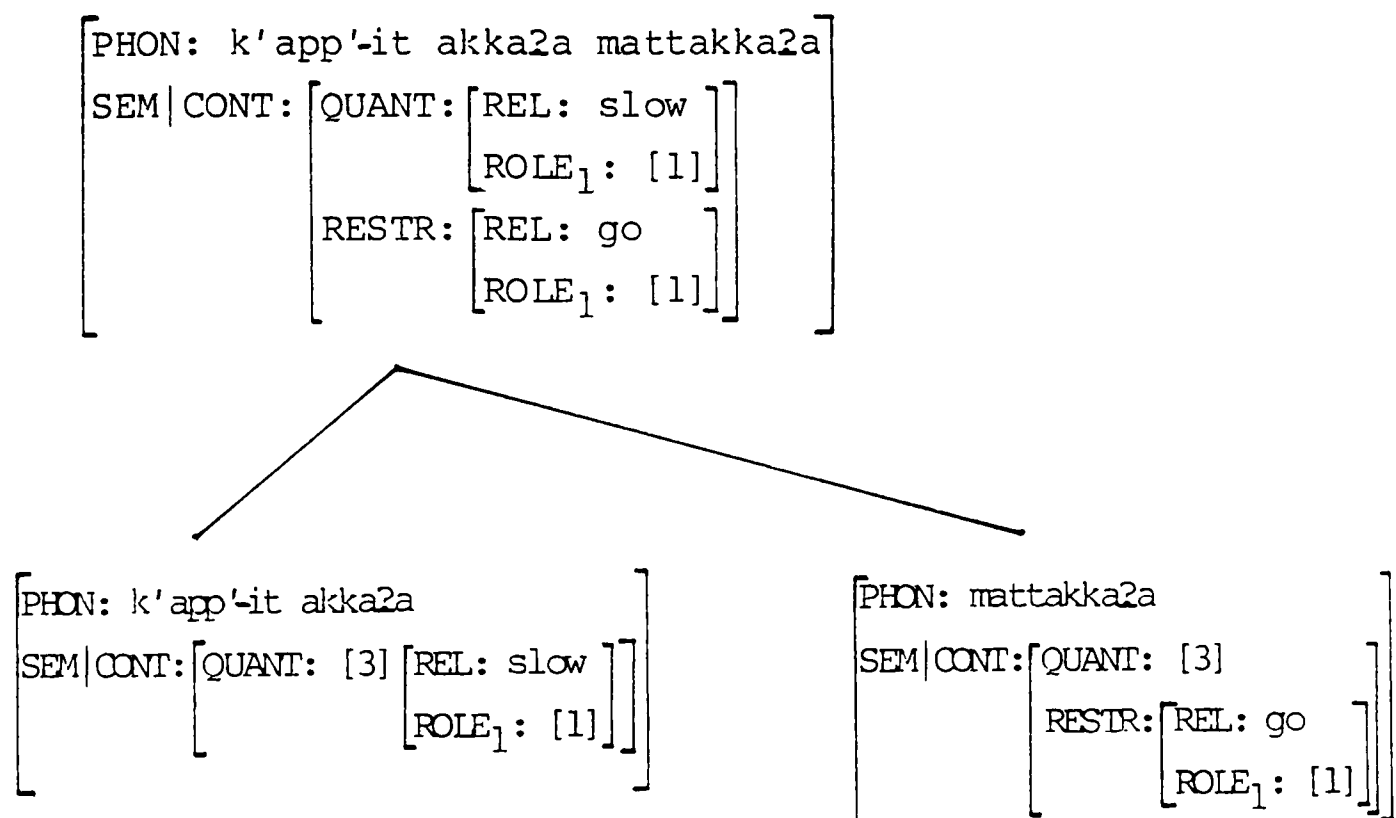 PHON: k'app'-it akka2a mattakka2a
SEM|CONT: QUANT: REL: slow
ROLE1: [1]
RESTR: REL: go
ROLE1: [1]
PHON: k'app'-it akka2a
SEM|CONT: QUANT: [3] REL: slow
ROLE1: [1]
PHON: mattakka2a
SEM|CONT: QUANT: [3]
RESTR: REL: go
ROLE1: [1]